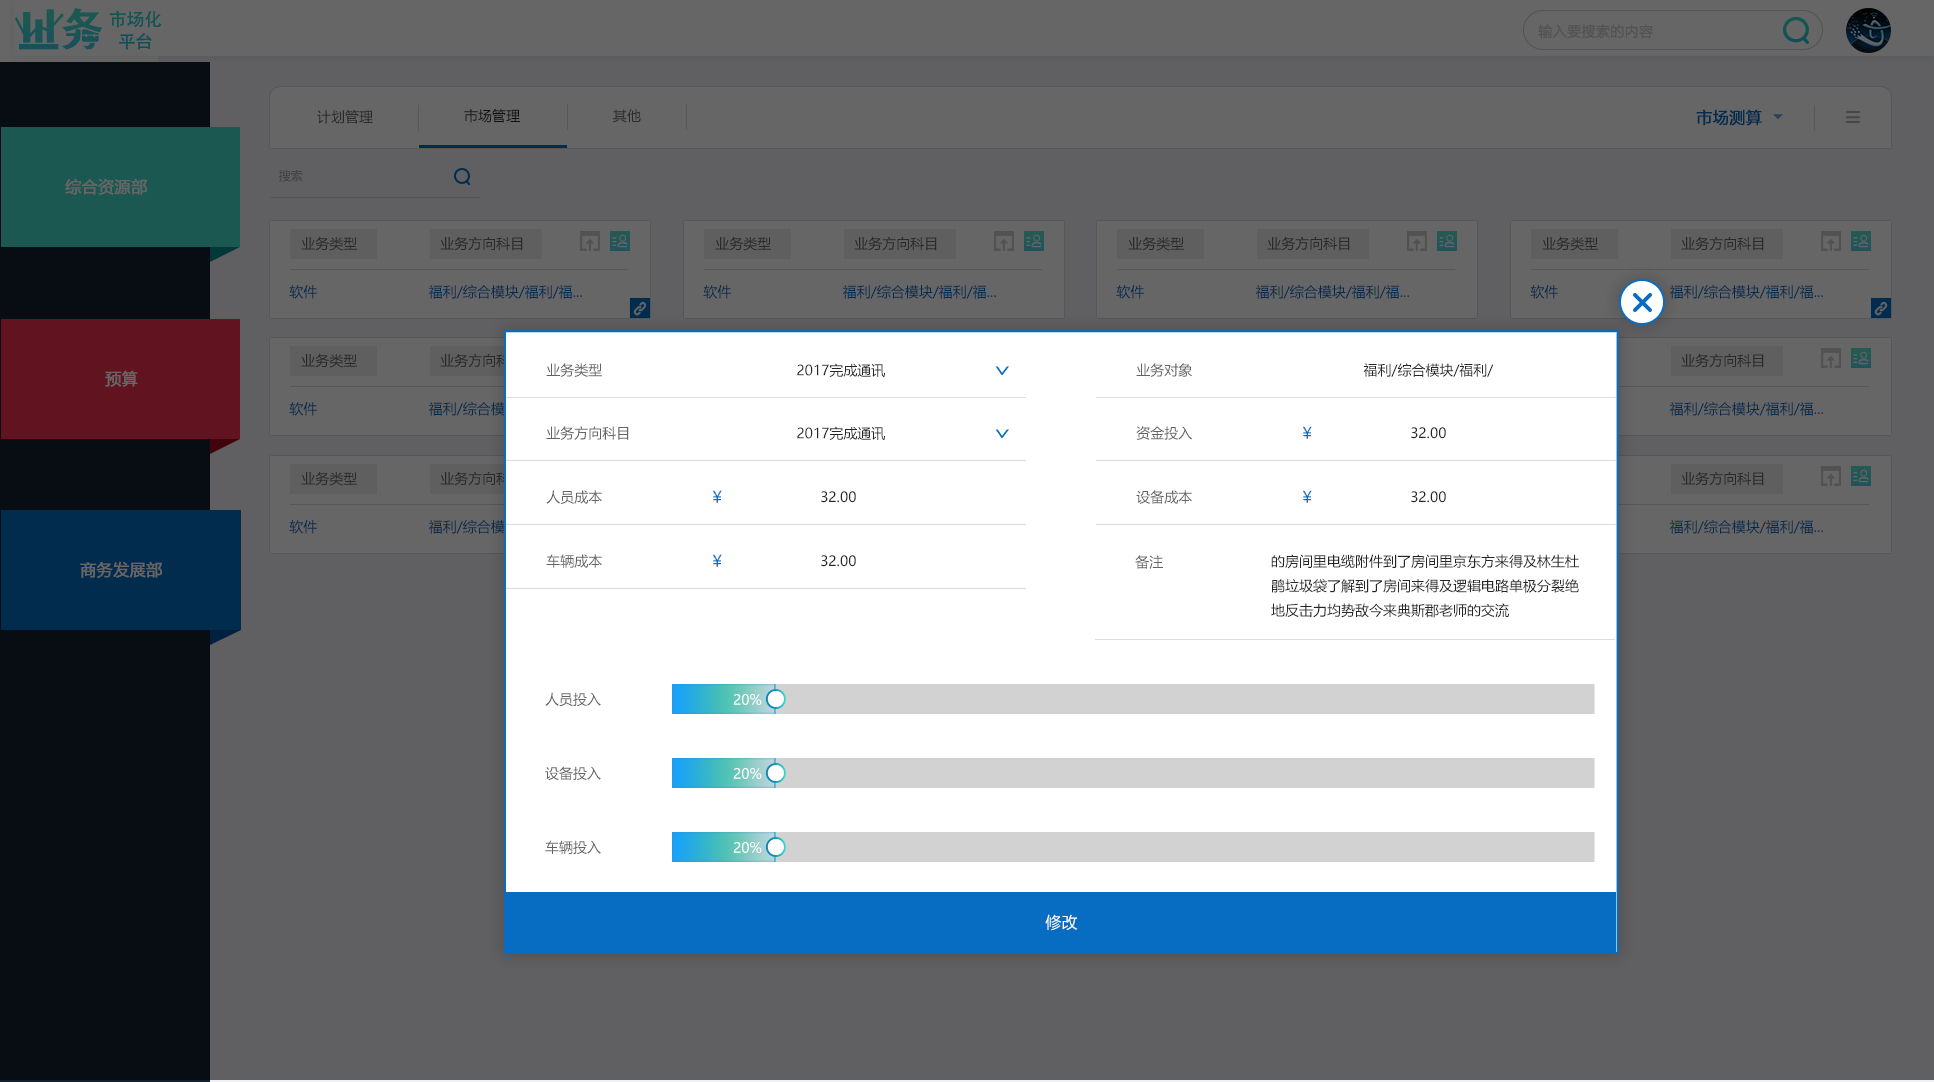 业务 市场化
平台
输入要搜索的内容
计划管理 市场管理 其他 市场测算
搜索
综合资源部
预算
商务发展部
业务类型 业务方向科目 业务类型 业务方向科目 业务类型 业务方向科目 业务类型 业务方向科目
软件 福利/综合模块/福利/福... 软件 福利/综合模块/福利/福... 软件 福利/综合模块/福利/福... 软件 福利/综合模块/福利/福...
业务类型 业务方向科 业务方向科目
软件 福利/综合模 福利/综合模块/福利/福...
业务类型 业务方向科 业务方向科目
软件 福利/综合模 福利/综合模块/福利/福...
业务类型 2017完成通讯 业务对象 福利/综合模块/福利/
业务方向科目 2017完成通讯 资金投入 ¥ 32.00
人员成本 ¥ 32.00 设备成本 ¥ 32.00
车辆成本 ¥ 32.00 备注 的房间里电缆附件到了房间里京东方来得及林生杜
鹃垃圾袋了解到了房间来得及逻辑电路单极分裂绝
地反击力均势敌今来典斯郡老师的交流
人员投入 20%
设备投入 20%
车辆投入 20%
修改